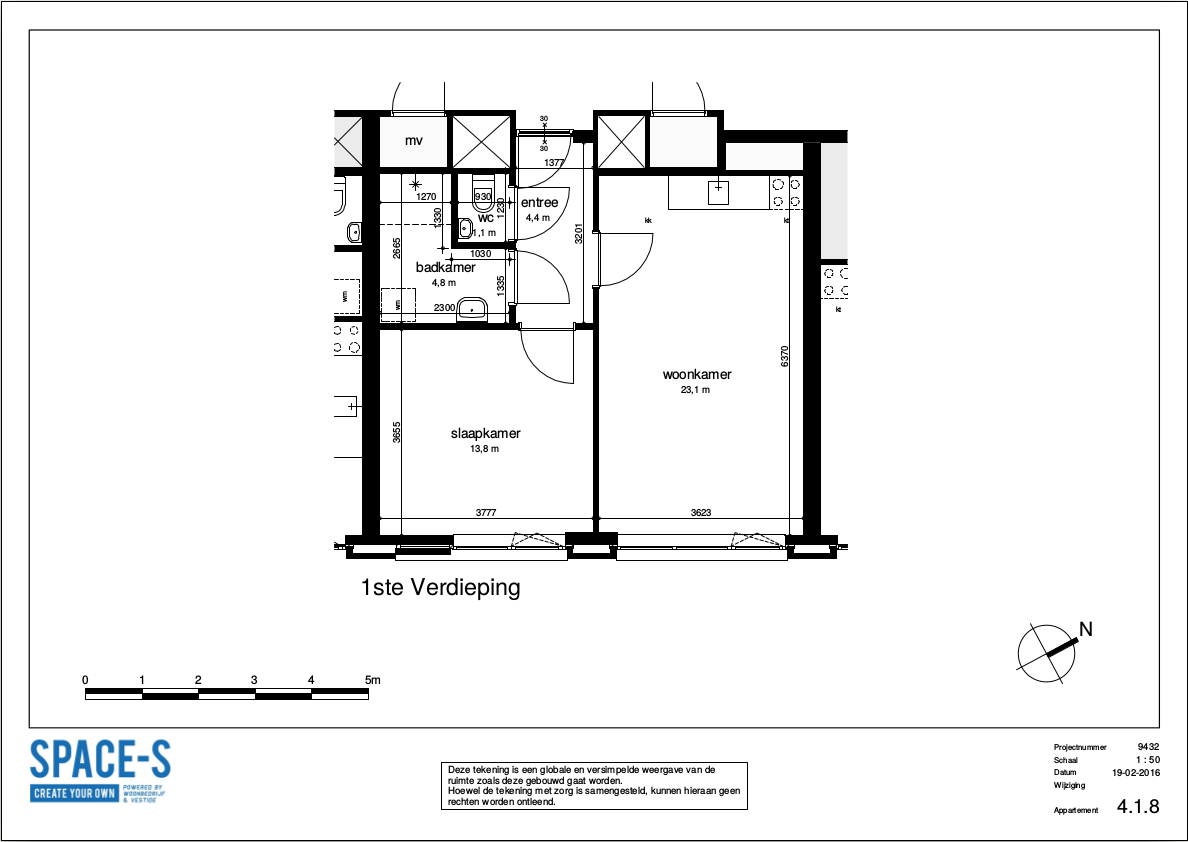 30
mv
30
1377
1270
930
entree
4,4 m
1330
WC
1,1 m
1230
kk
kt
3201
2665
1030
badkamer
4,8 m
1335
wm
wm
2300
kt
6370
woonkamer
23,1 m
slaapkamer
13,8 m
3655
3777
3623
1ste Verdieping
N
0 1 2 3 4 5m
SPACE-S
CREATE YOUR OWN
POWERED BY
WOONBEDRIJF
& VESTIDE
Deze tekening is een globale en versimpelde weergave van de
ruimte zoals deze gebouwd gaat worden.
Hoewel de tekening met zorg is samengesteld, kunnen hieraan geen
rechten worden ontleend.
Projectnummer 9432
Schaal 1 : 50
Datum 19-02-2016
Wijziging
Appartement 4.1.8